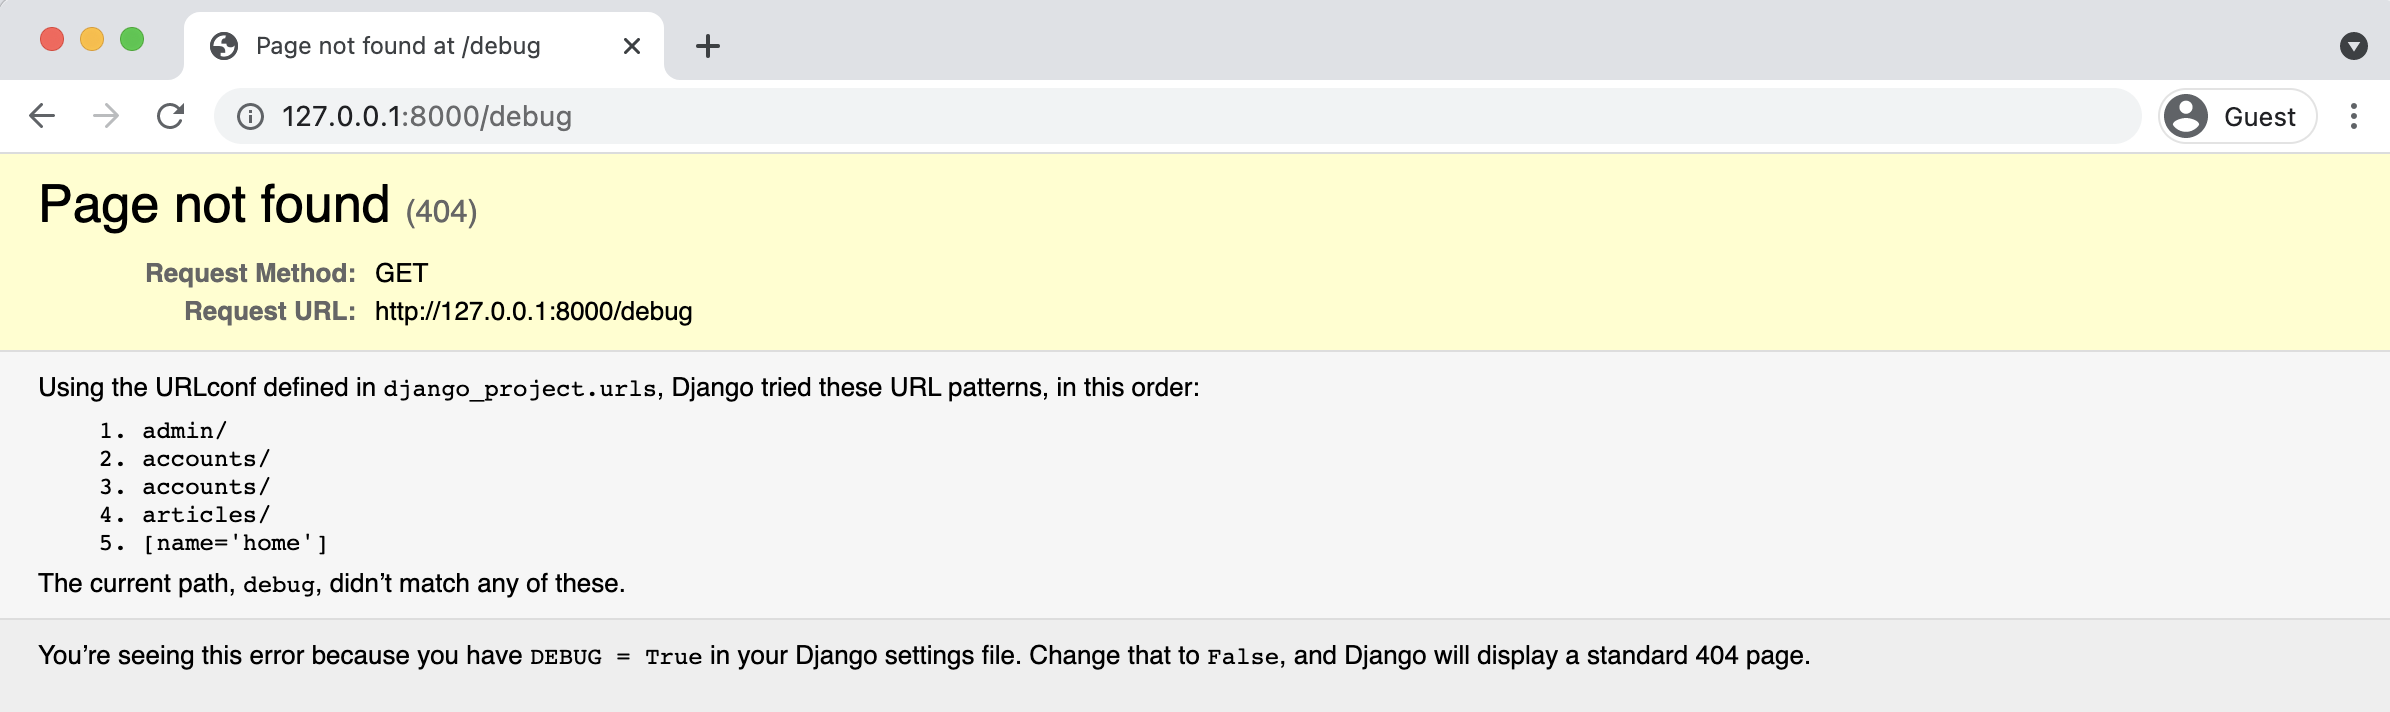 Page not found at /debug
127.0.0.1:8000/debug
Guest
Page not found (404)
Request Method: GET
Request URL: http://127.0.0.1:8000/debug
Using the URLconf defined in django_project.urls, Django tried these URL patterns, in this order:
1. admin/
2. accounts/
3. accounts/
4. articles/
5. [name='home']
The current path, debug, didn’t match any of these.
You’re seeing this error because you have DEBUG = True in your Django settings file. Change that to False, and Django will display a standard 404 page.